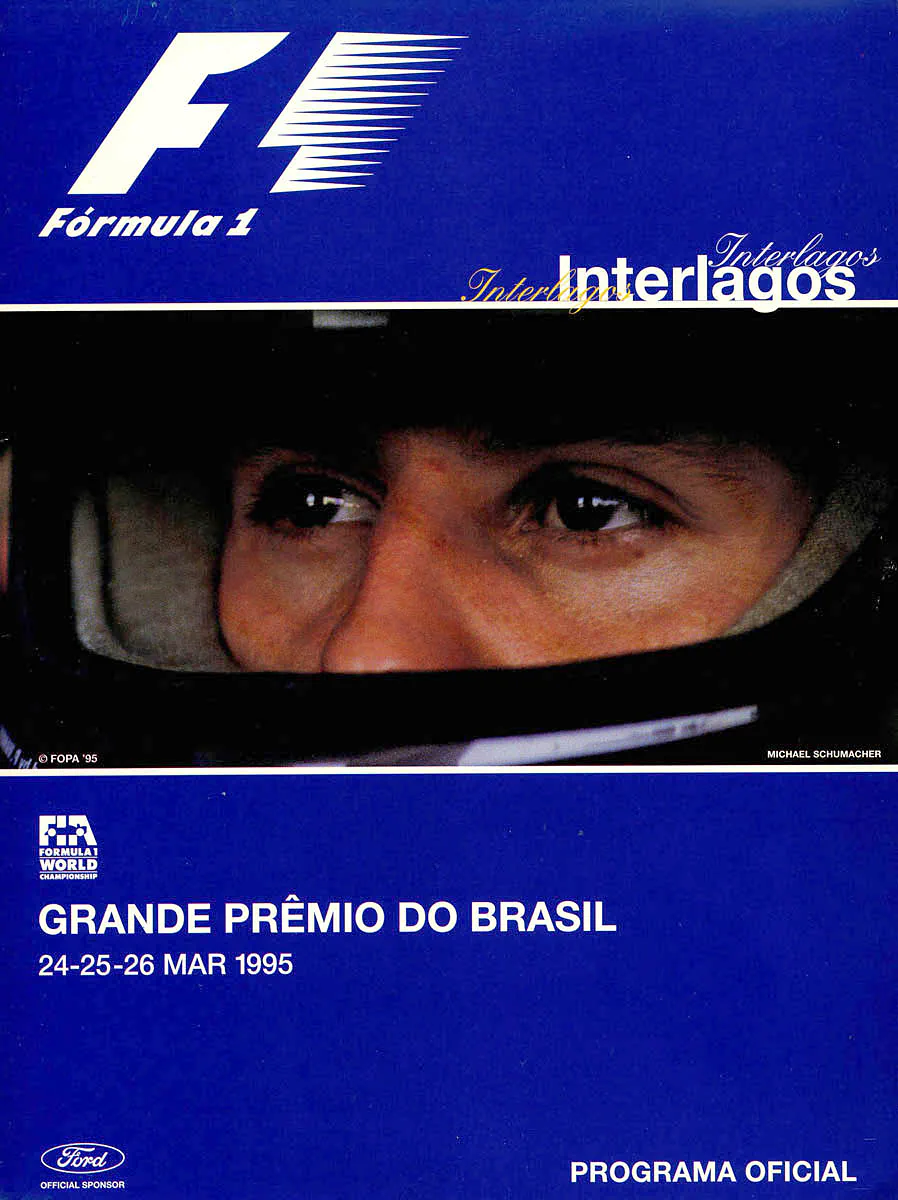 F1
Fórmula 1
Interlagos
Interlagos
Interlagos
© FOPA '95
MICHAEL SCHUMACHER
FIA
FORMULA 1
WORLD
CHAMPIONSHIP
GRANDE PRÊMIO DO BRASIL
24-25-26 MAR 1995
Ford
OFFICIAL SPONSOR
PROGRAMA OFICIAL